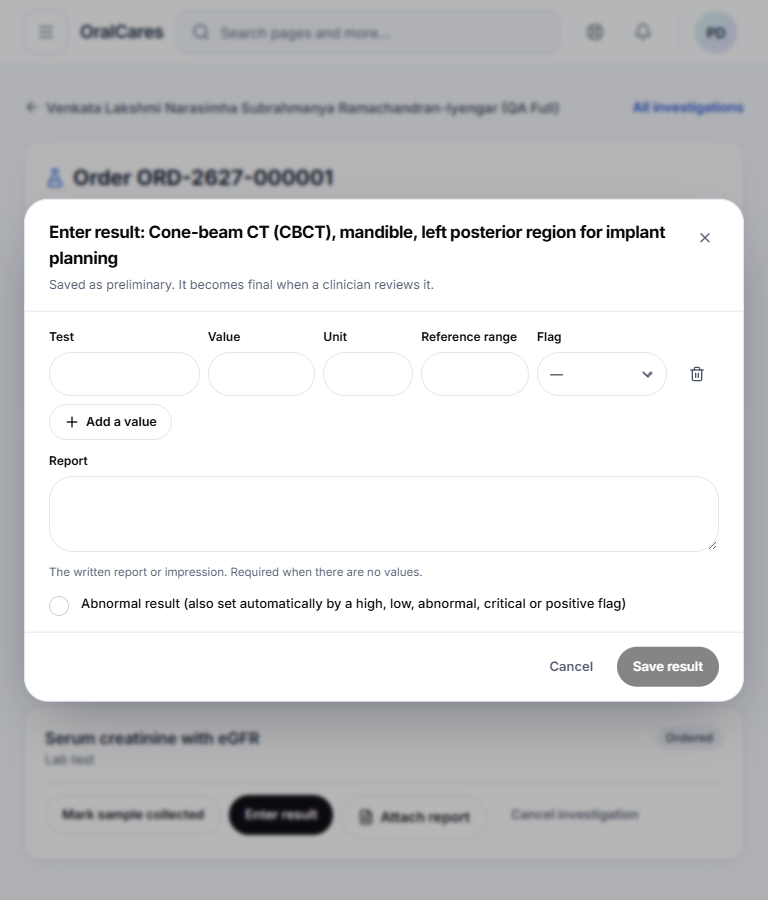 OralCares
Search pages and more...
PD
Venkata Lakshmi Narasimha Subrahmanya Ramachandran-Iyengar (QA Full)
All investigations
Order ORD-2627-000001
Enter result: Cone-beam CT (CBCT), mandible, left posterior region for implant
planning
Saved as preliminary. It becomes final when a clinician reviews it.
Test
Value
Unit
Reference range
Flag
—
Add a value
Report
The written report or impression. Required when there are no values.
Abnormal result (also set automatically by a high, low, abnormal, critical or positive flag)
Cancel
Save result
Serum creatinine with eGFR
Ordered
Lab test
Mark sample collected
Enter result
Attach report
Cancel investigation